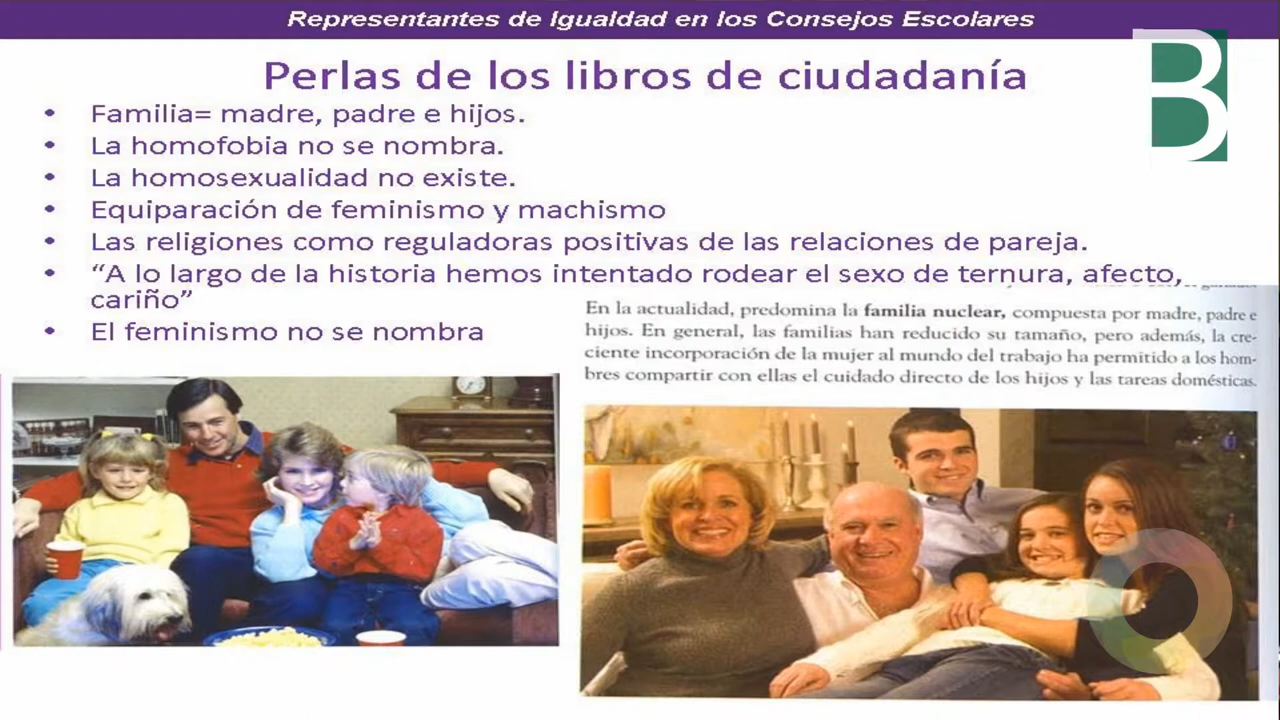 Representantes de Igualdad en los Consejos Escolares
B
Perlas de los libros de ciudadanía
• Familia= madre, padre e hijos.
• La homofobia no se nombra.
• La homosexualidad no existe.
• Equiparación de feminismo y machismo
• Las religiones como reguladoras positivas de las relaciones de pareja.
• “A lo largo de la historia hemos intentado rodear el sexo de ternura, afecto,
cariño”
• El feminismo no se nombra
En la actualidad, predomina la familia nuclear, compuesta por madre, padre e
hijos. En general, las familias han reducido su tamaño, pero además, la cre-
ciente incorporación de la mujer al mundo del trabajo ha permitido a los hom-
bres compartir con ellas el cuidado directo de los hijos y las tareas domésticas.